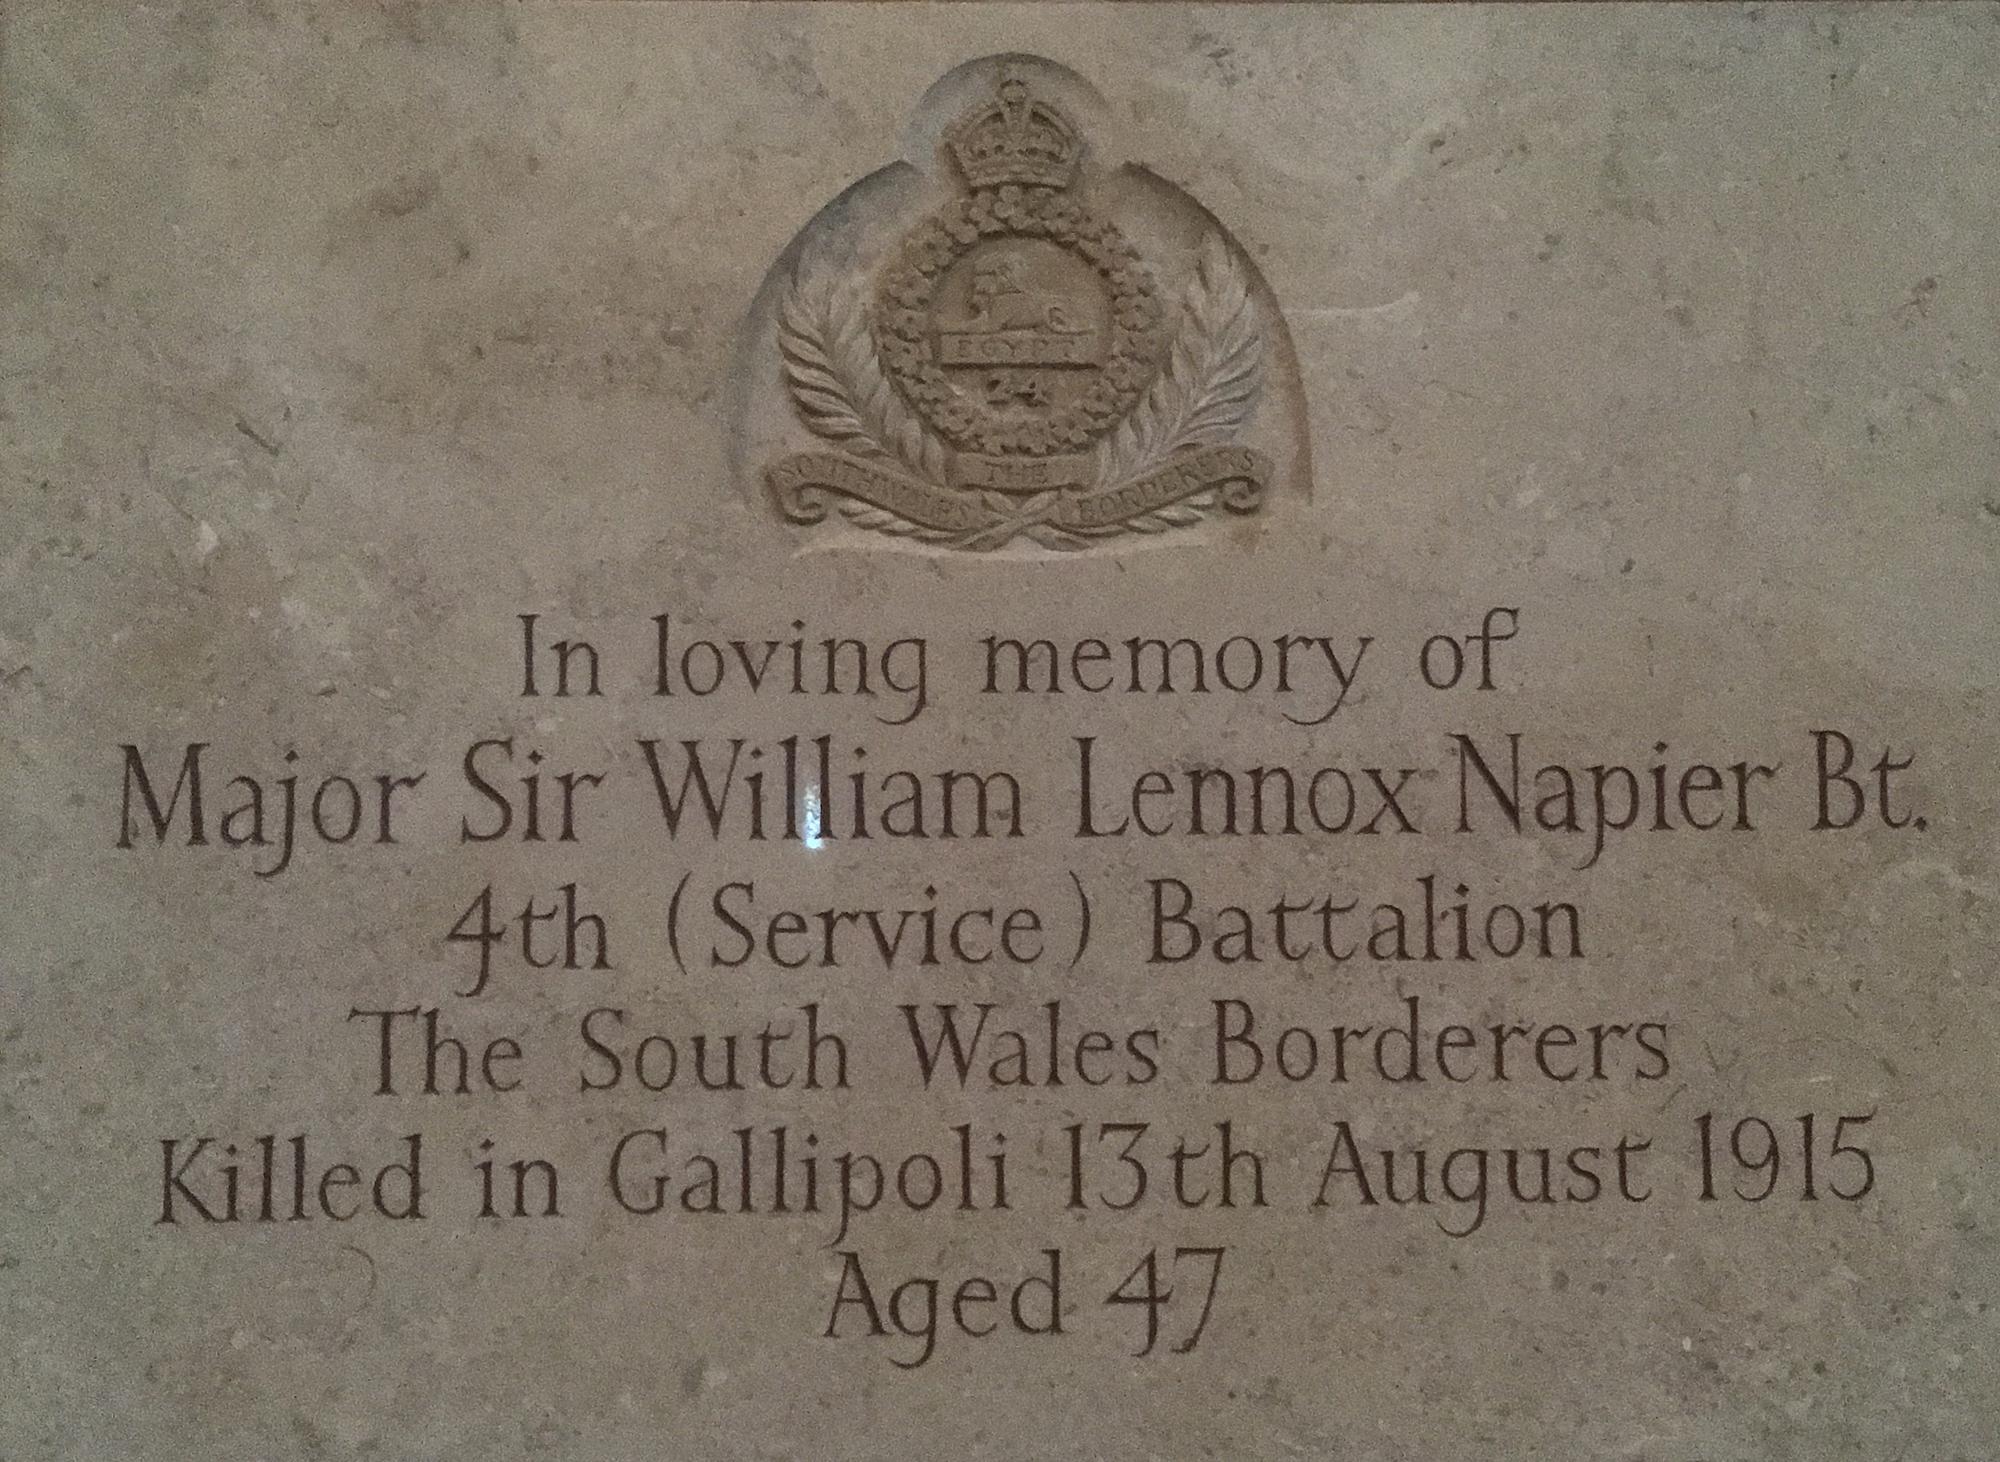 EGYPT
24
THE
SOUTH WALES BORDERERS
In loving memory of
Major Sir William Lennox Napier Bt.
4th (Service) Battalion
The South Wales Borderers
Killed in Gallipoli 13th August 1915
Aged 47